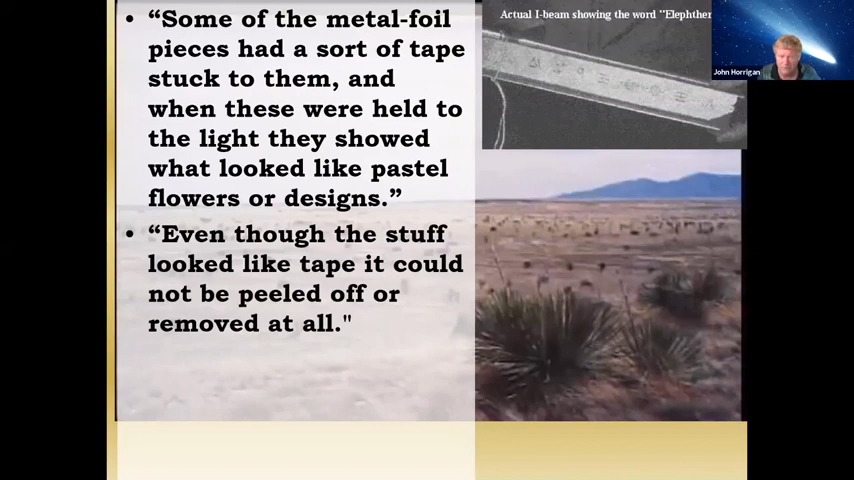 • “Some of the metal-foil
pieces had a sort of tape
stuck to them, and
when these were held to
the light they showed
what looked like pastel
flowers or designs.”
• “Even though the stuff
looked like tape it could
not be peeled off or
removed at all."
Actual I-beam showing the word "Elephther
John Horrigan